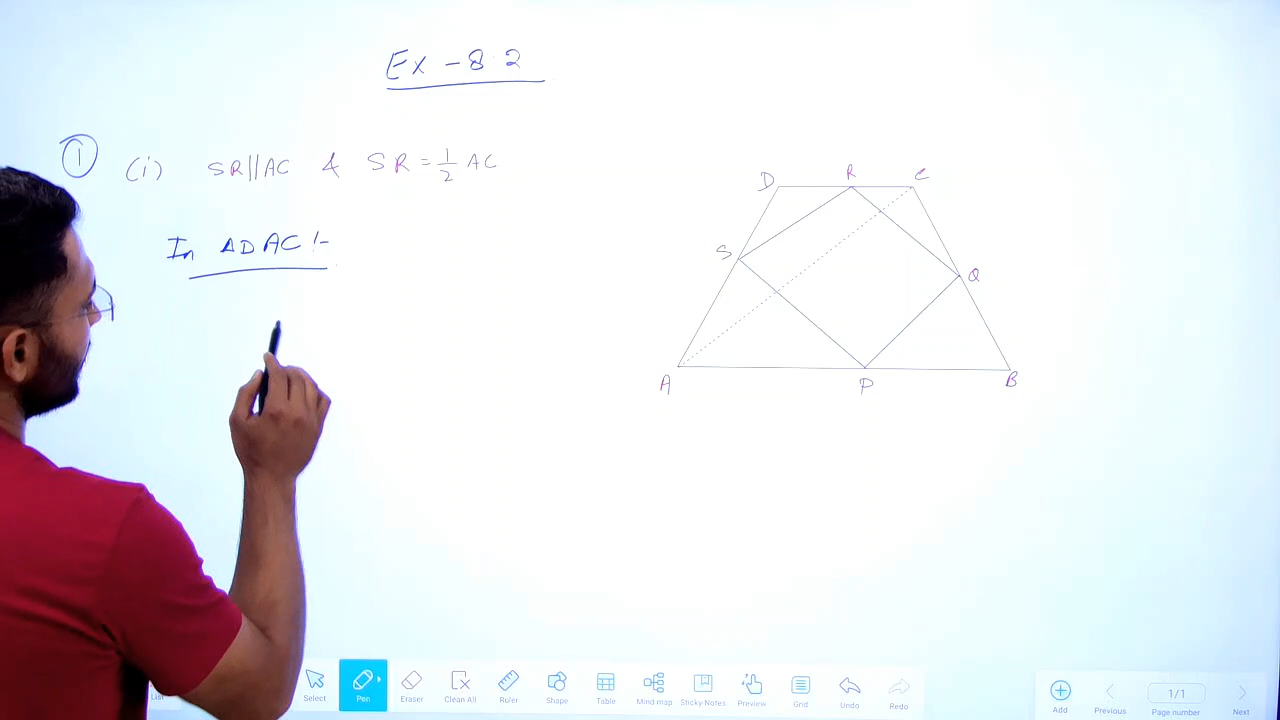 Ex - 8.2
① (i) SR||AC & SR = 1/2 AC
In ΔDAC :-
D R C
S
Q
A P B
List Select Pen Eraser Clean All Ruler Shape Table Mind map Sticky Notes Preview Grid Undo Redo Add Previous 1/1 Page number Next